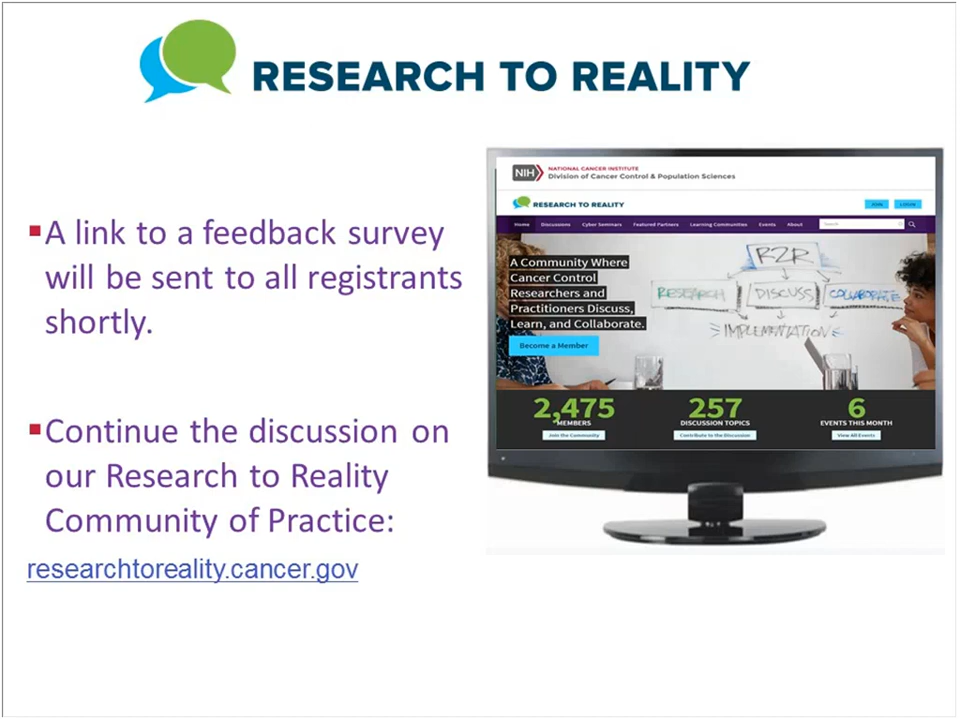 RESEARCH TO REALITY
▪A link to a feedback survey
will be sent to all registrants
shortly.
▪Continue the discussion on
our Research to Reality
Community of Practice:
researchtoreality.cancer.gov
NIH
NATIONAL CANCER INSTITUTE
Division of Cancer Control & Population Sciences
RESEARCH TO REALITY
JOIN LOGIN
Home Discussions Cyber Seminars Featured Partners Learning Communities Events About Search
A Community Where
Cancer Control
Researchers and
Practitioners Discuss,
Learn, and Collaborate.
Become a Member
R2R
RESEARCH DISCUSS COLLABORATE
IMPLEMENTATION
2,475 257 6
MEMBERS DISCUSSION TOPICS EVENTS THIS MONTH
Join the Community Contribute to the Discussion View All Events